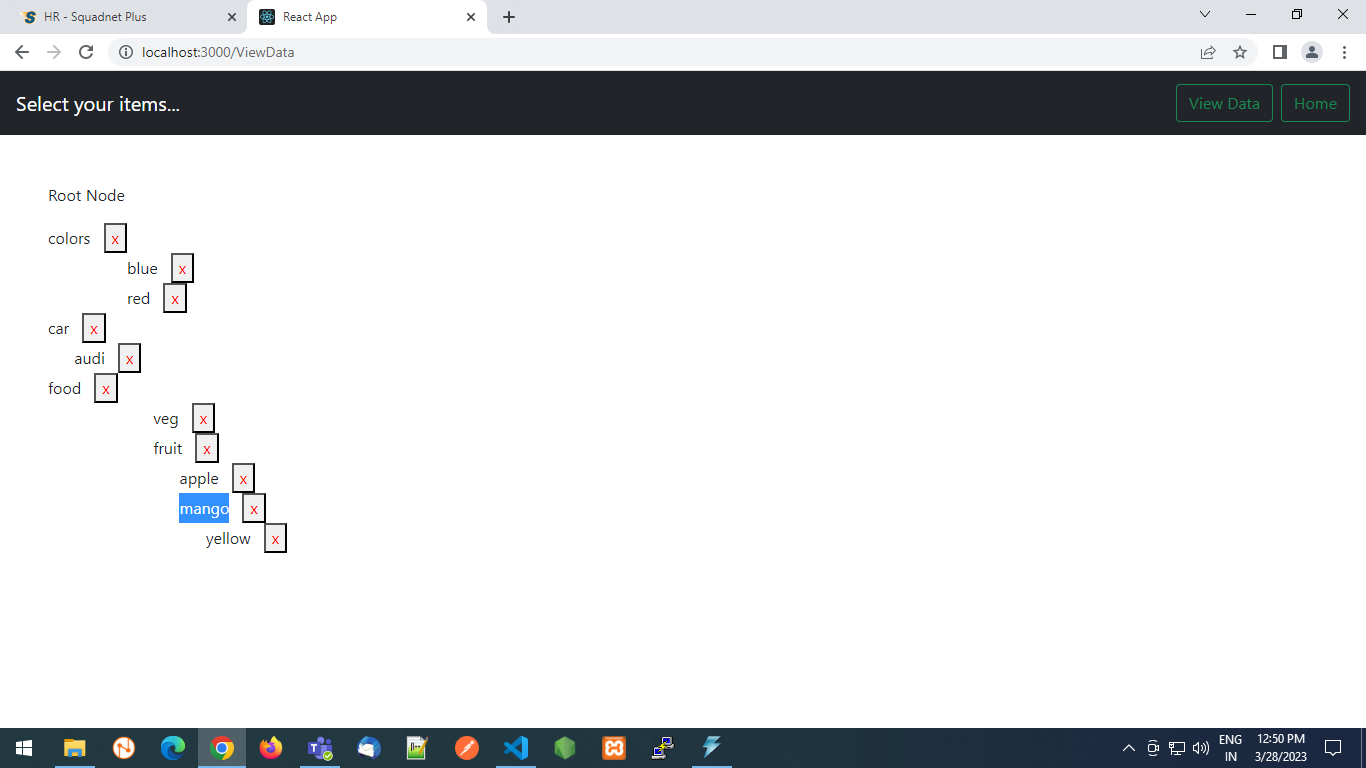 HR - Squadnet Plus
React App
localhost:3000/ViewData
Select your items...
View Data
Home
Root Node
colors x
blue x
red x
car x
audi x
food x
veg x
fruit x
apple x
mango x
yellow x
ENG
IN
12:50 PM
3/28/2023